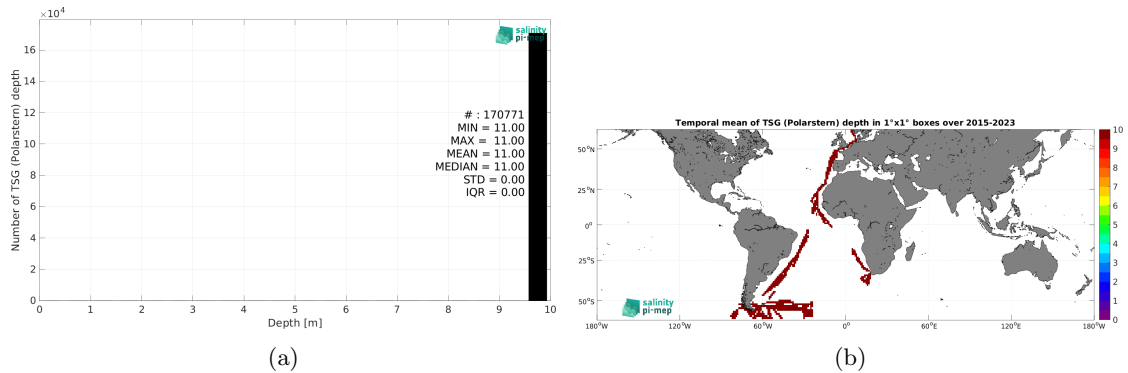 ×10⁴
salinity
pi-mep
16
14
12
10
8
6
4
2
0
Number of TSG (Polarstern) depth
# : 170771
MIN = 11.00
MAX = 11.00
MEAN = 11.00
MEDIAN = 11.00
STD = 0.00
IQR = 0.00
0 1 2 3 4 5 6 7 8 9 10
Depth [m]
(a)
Temporal mean of TSG (Polarstern) depth in 1°x1° boxes over 2015-2023
50°N
25°N
0°
25°S
50°S
180°W 120°W 60°W 0° 60°E 120°E 180°W
salinity
pi-mep
10
9
8
7
6
5
4
3
2
1
0
(b)